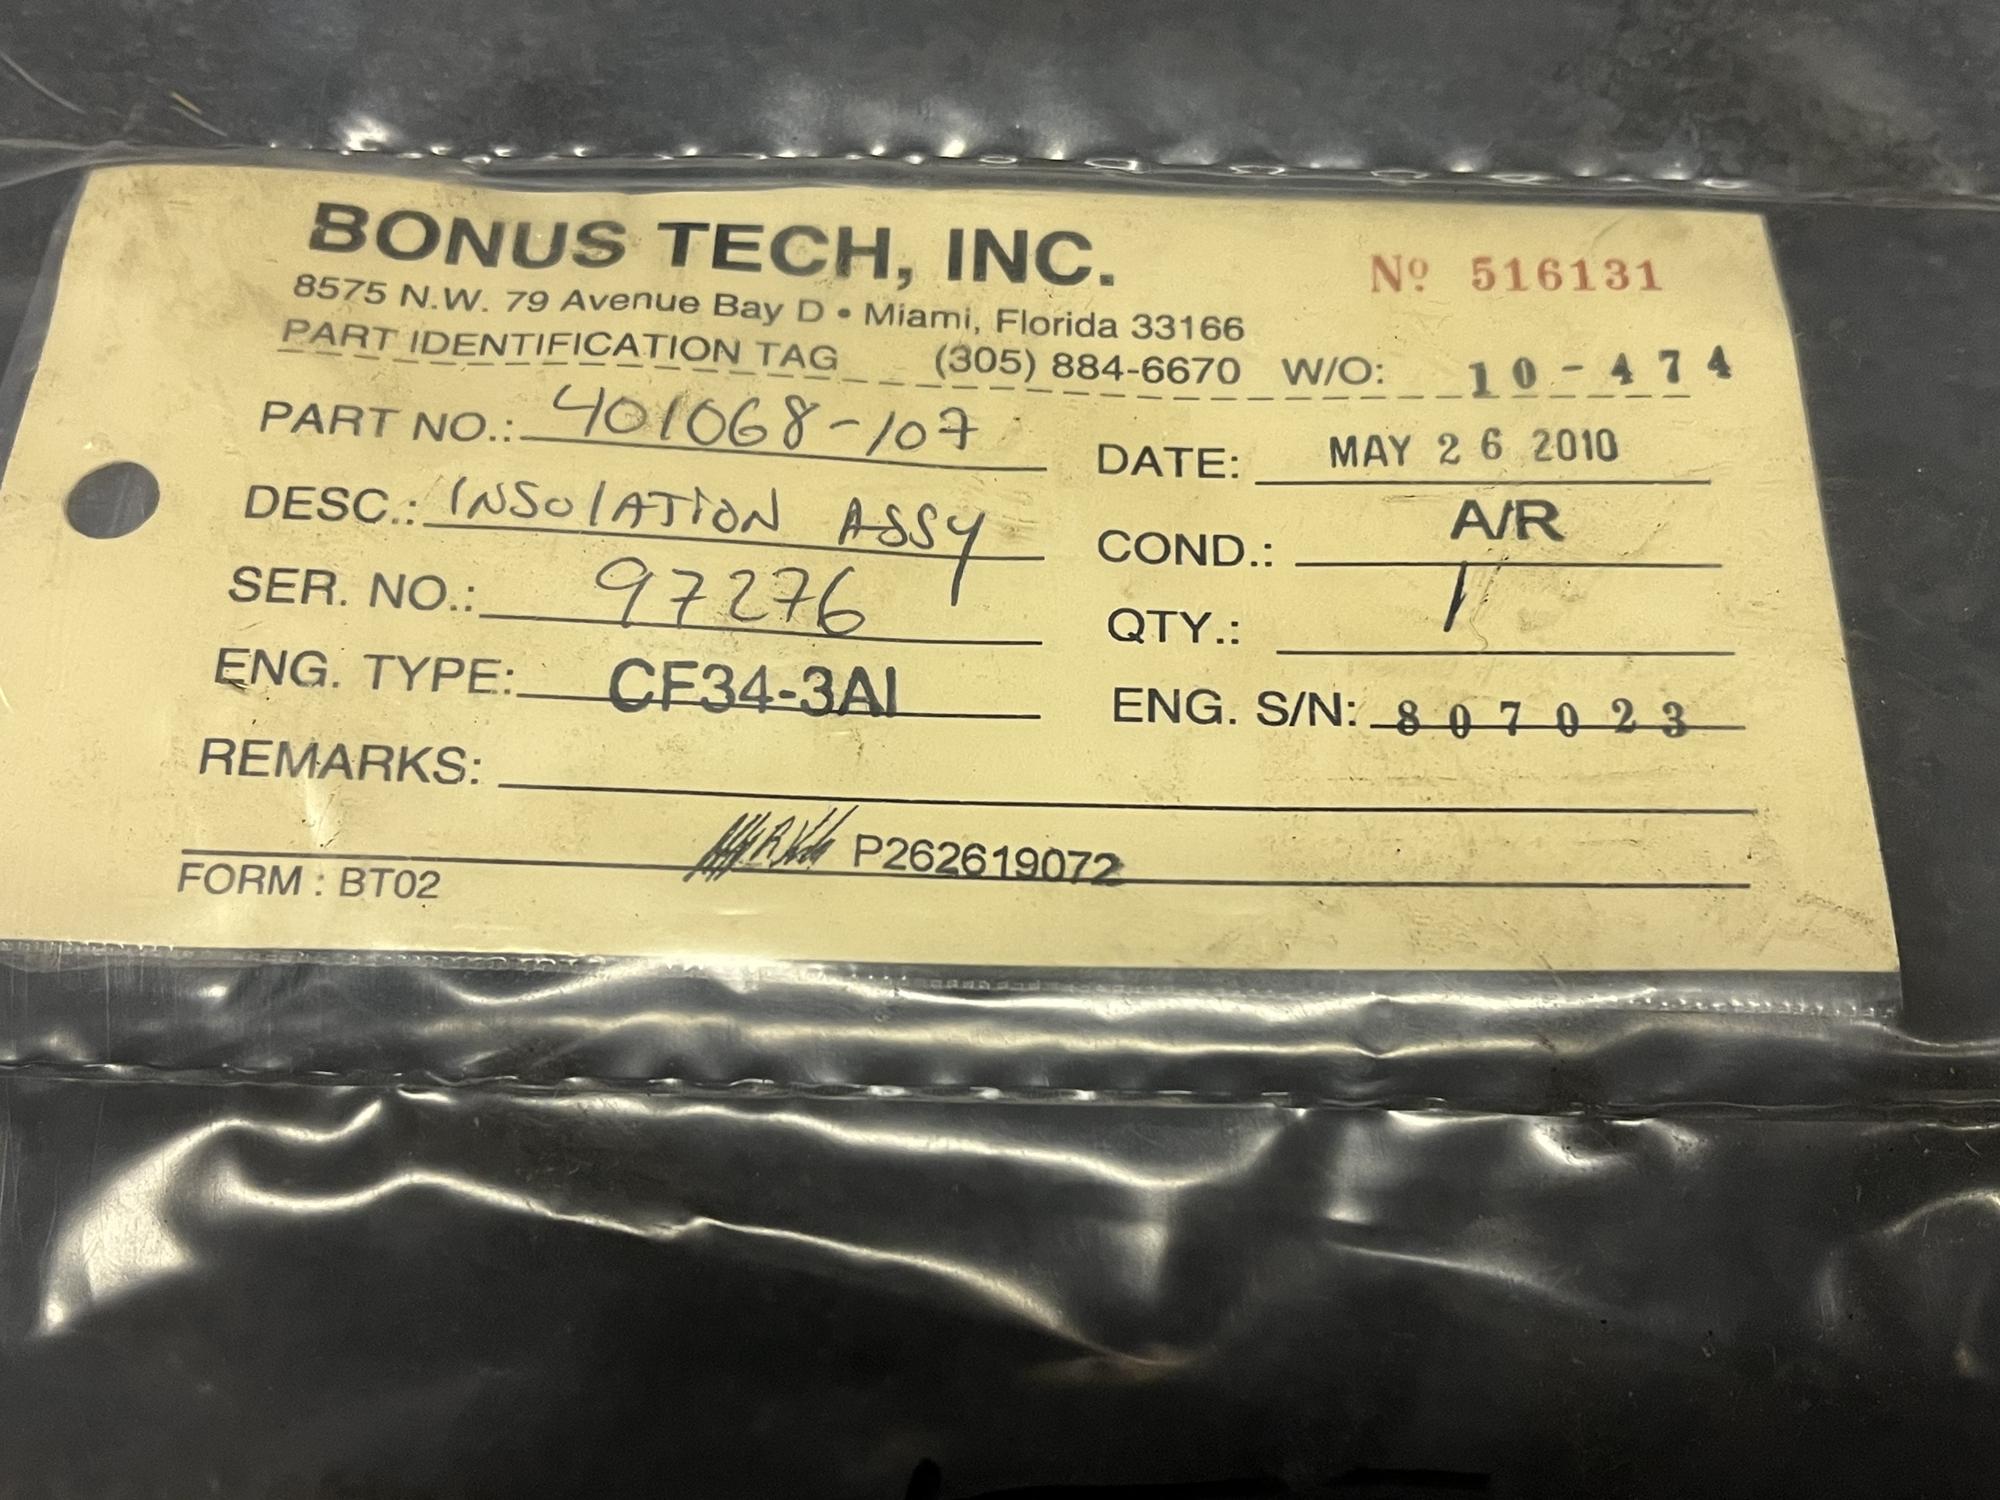 BONUS TECH, INC.
Nº 516131
8575 N.W. 79 Avenue Bay D • Miami, Florida 33166
PART IDENTIFICATION TAG (305) 884-6670 W/O: 10-474
PART NO.: 401068-107
DATE: MAY 26 2010
DESC.: INSOLATION ASSY
COND.: A/R
SER. NO.: 97276
QTY.: 1
ENG. TYPE: CF34-3AI
ENG. S/N: 807023
REMARKS:
P262619072
FORM : BT02